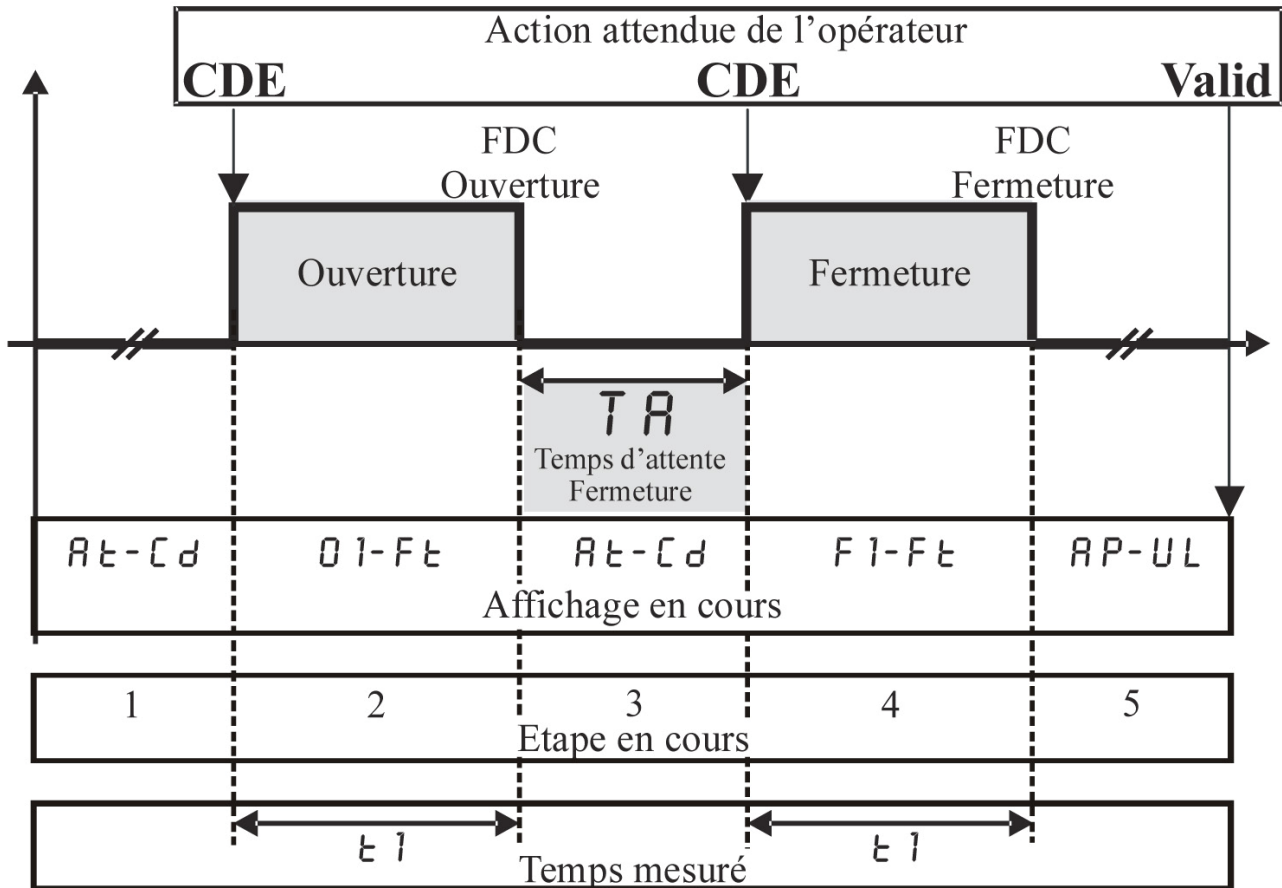 Action attendue de l’opérateur
CDE CDE Valid
FDC FDC
Ouverture Fermeture
Ouverture Fermeture
TA
Temps d’attente
Fermeture
At-Cd 01-Ft At-Cd F1-Ft AP-UL
Affichage en cours
1 2 3 4 5
Etape en cours
t1 t1
Temps mesuré